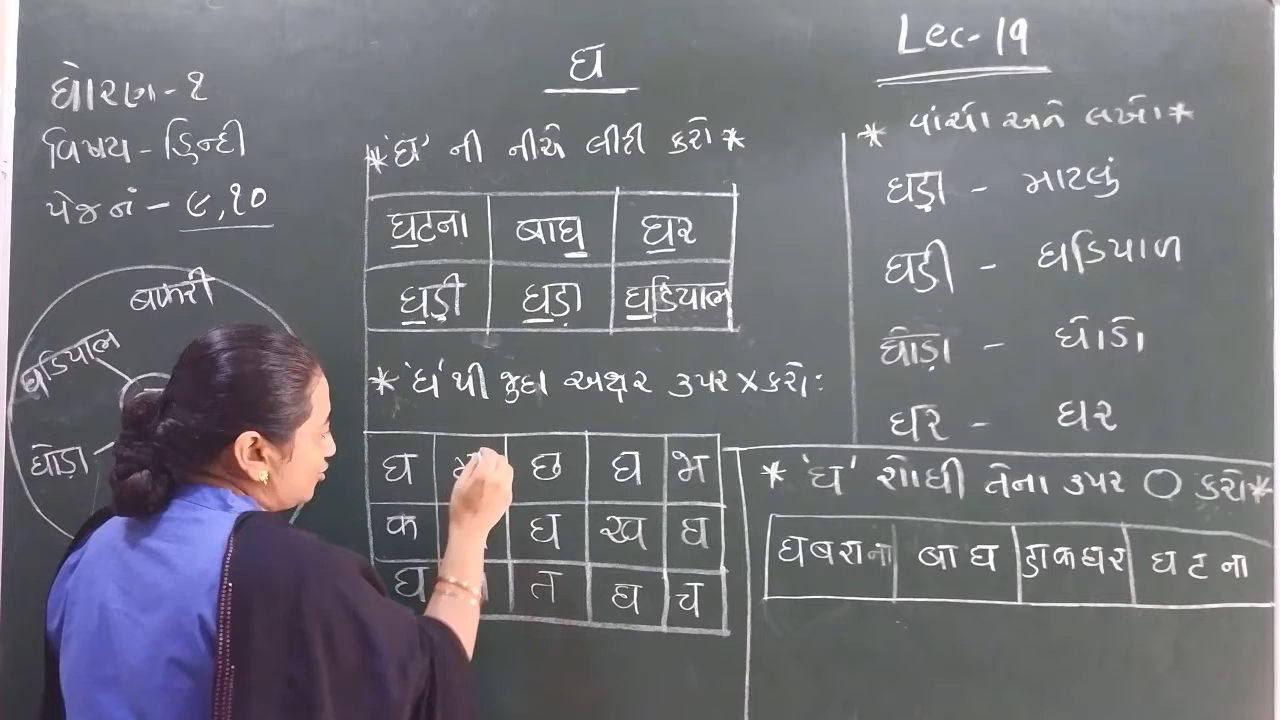 Lec-19
ઘ
ધોરણ - ૧
વિષય - હિન્દી
પેજ નં - ૯,૧૦
બકરી
ઘડિયાલ
ઘોડા
* 'ઘ' ની નીચે લીટી કરો *
घटना बाघ घर
घड़ी घड़ा घडियाल
* 'ઘ' થી જુદા અક્ષર ઉપર X કરો:
घ छ घ भ
क घ ख घ
घ त घ च
* વાંચો અને લખો *
घड़ा - માટલું
घडी - ઘડિયાળ
घोड़ा - ઘોડો
घर - ઘર
* 'ઘ' શોધી તેના ઉપર O કરો *
घबराना बाघ डाकघर घटना